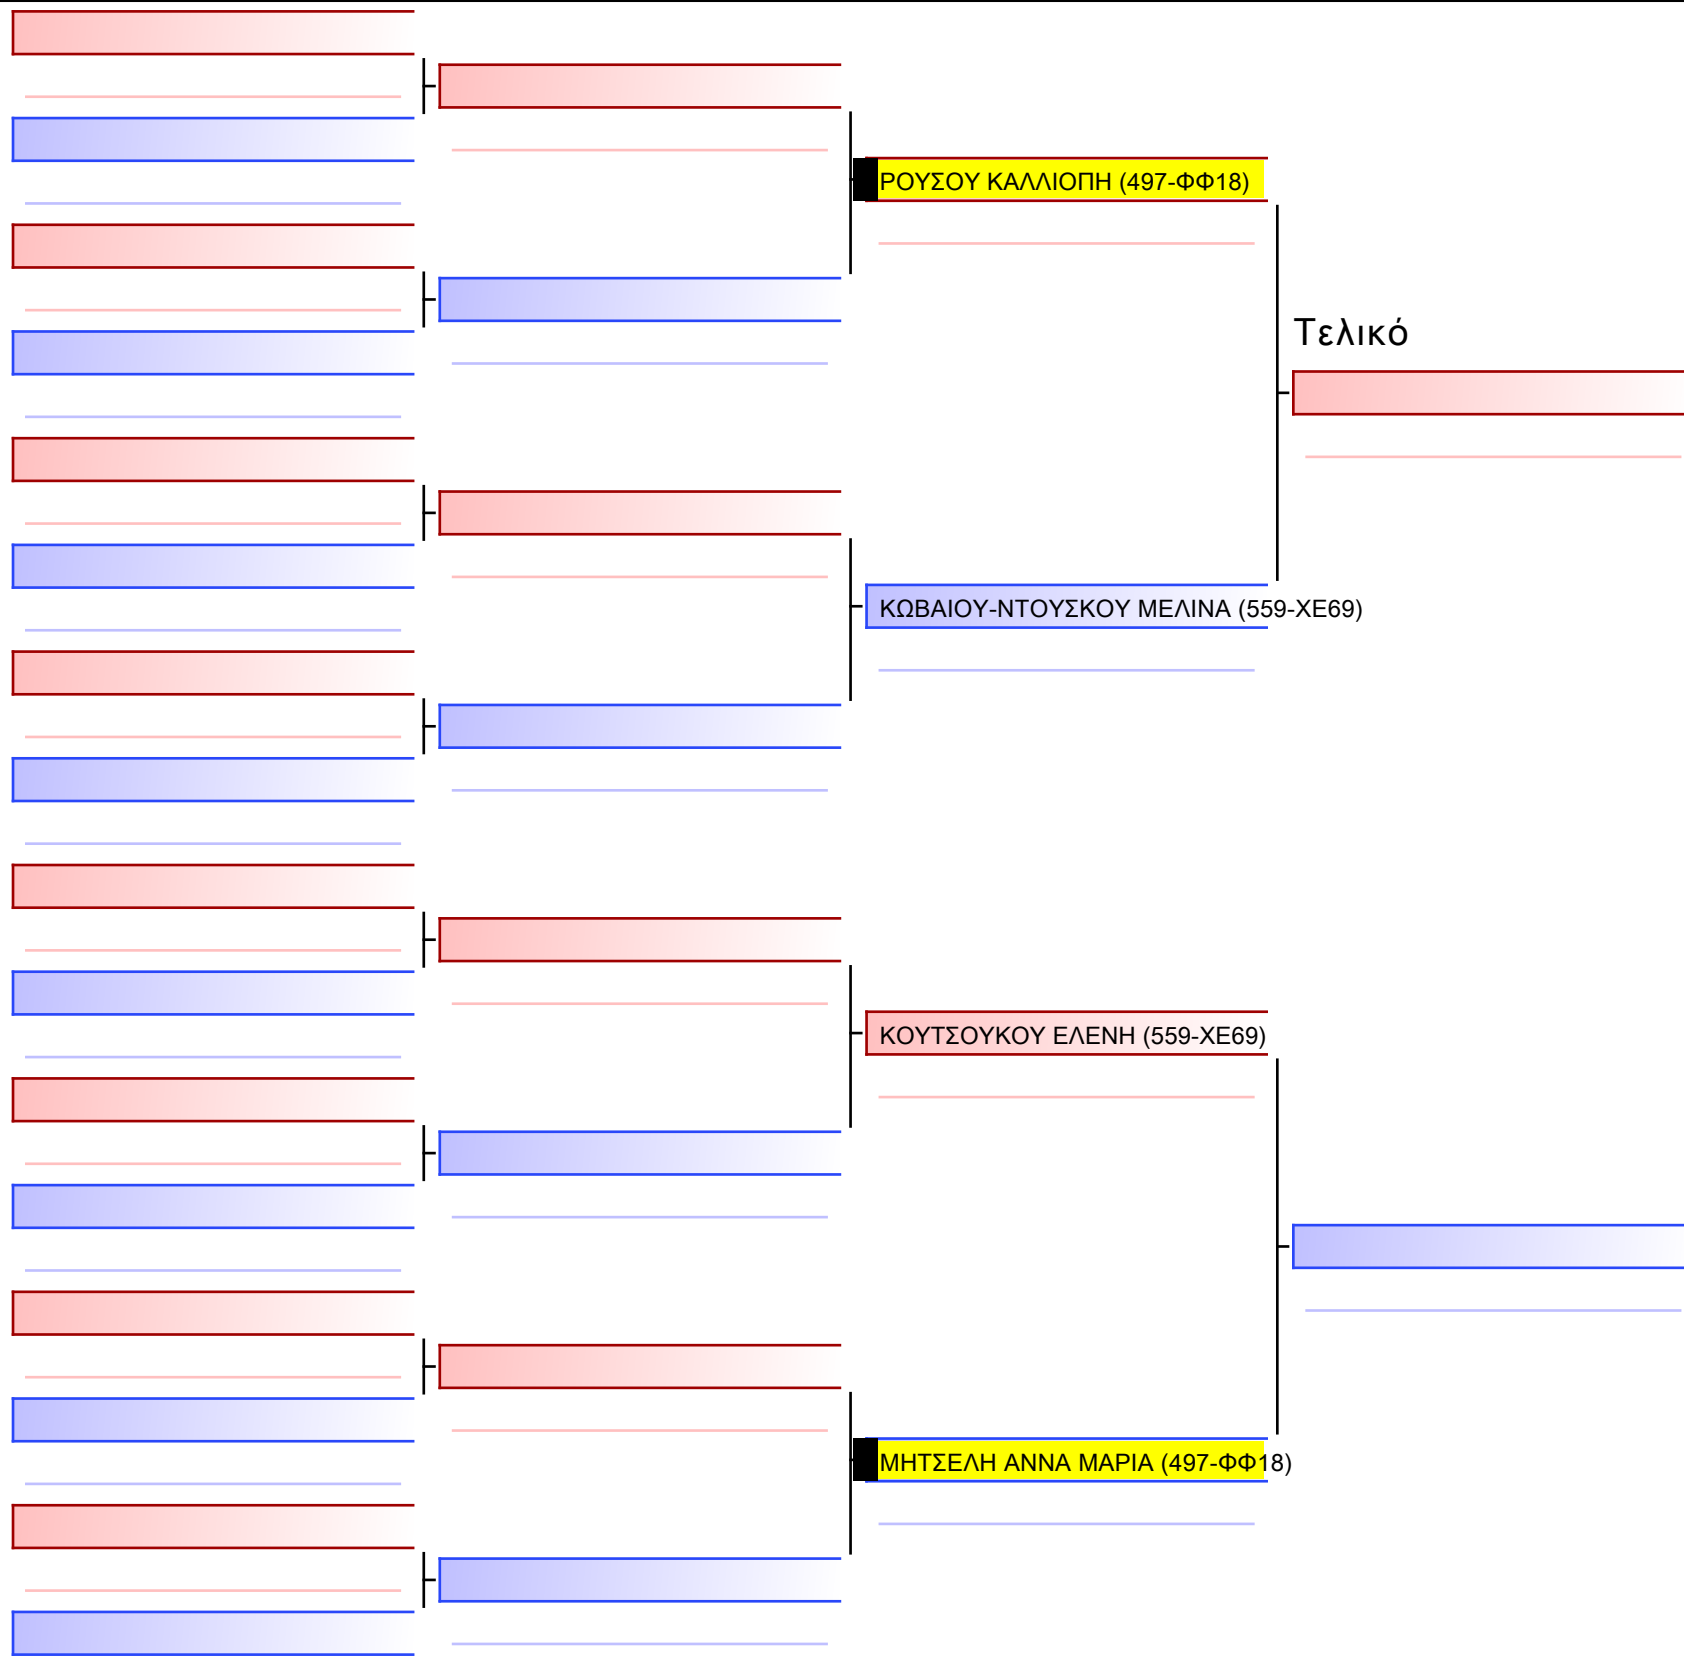 ΡΟΥΣΟΥ ΚΑΛΛΙΟΠΗ (497-ΦΦ18)
Τελικό
ΚΩΒΑΙΟΥ-ΝΤΟΥΣΚΟΥ ΜΕΛΙΝΑ (559-ΧΕ69)
ΚΟΥΤΣΟΥΚΟΥ ΕΛΕΝΗ (559-ΧΕ69)
ΜΗΤΣΕΛΗ ΑΝΝΑ ΜΑΡΙΑ (497-ΦΦ18)